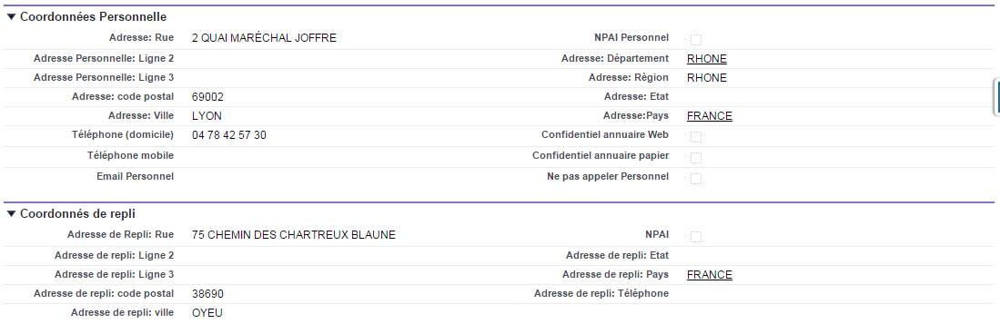 Coordonnées Personnelle
Adresse: Rue 2 QUAI MARÉCHAL JOFFRE NPAI Personnel
Adresse Personnelle: Ligne 2 Adresse: Département RHONE
Adresse Personnelle: Ligne 3 Adresse: Règion RHONE
Adresse: code postal 69002 Adresse: Etat
Adresse: Ville LYON Adresse:Pays FRANCE
Téléphone (domicile) 04 78 42 57 30 Confidentiel annuaire Web
Téléphone mobile Confidentiel annuaire papier
Email Personnel Ne pas appeler Personnel
Coordonnés de repli
Adresse de Repli: Rue 75 CHEMIN DES CHARTREUX BLAUNE NPAI
Adresse de repli: Ligne 2 Adresse de repli: Etat
Adresse de repli: Ligne 3 Adresse de repli: Pays FRANCE
Adresse de repli: code postal 38690 Adresse de repli: Téléphone
Adresse de repli: ville OYEU